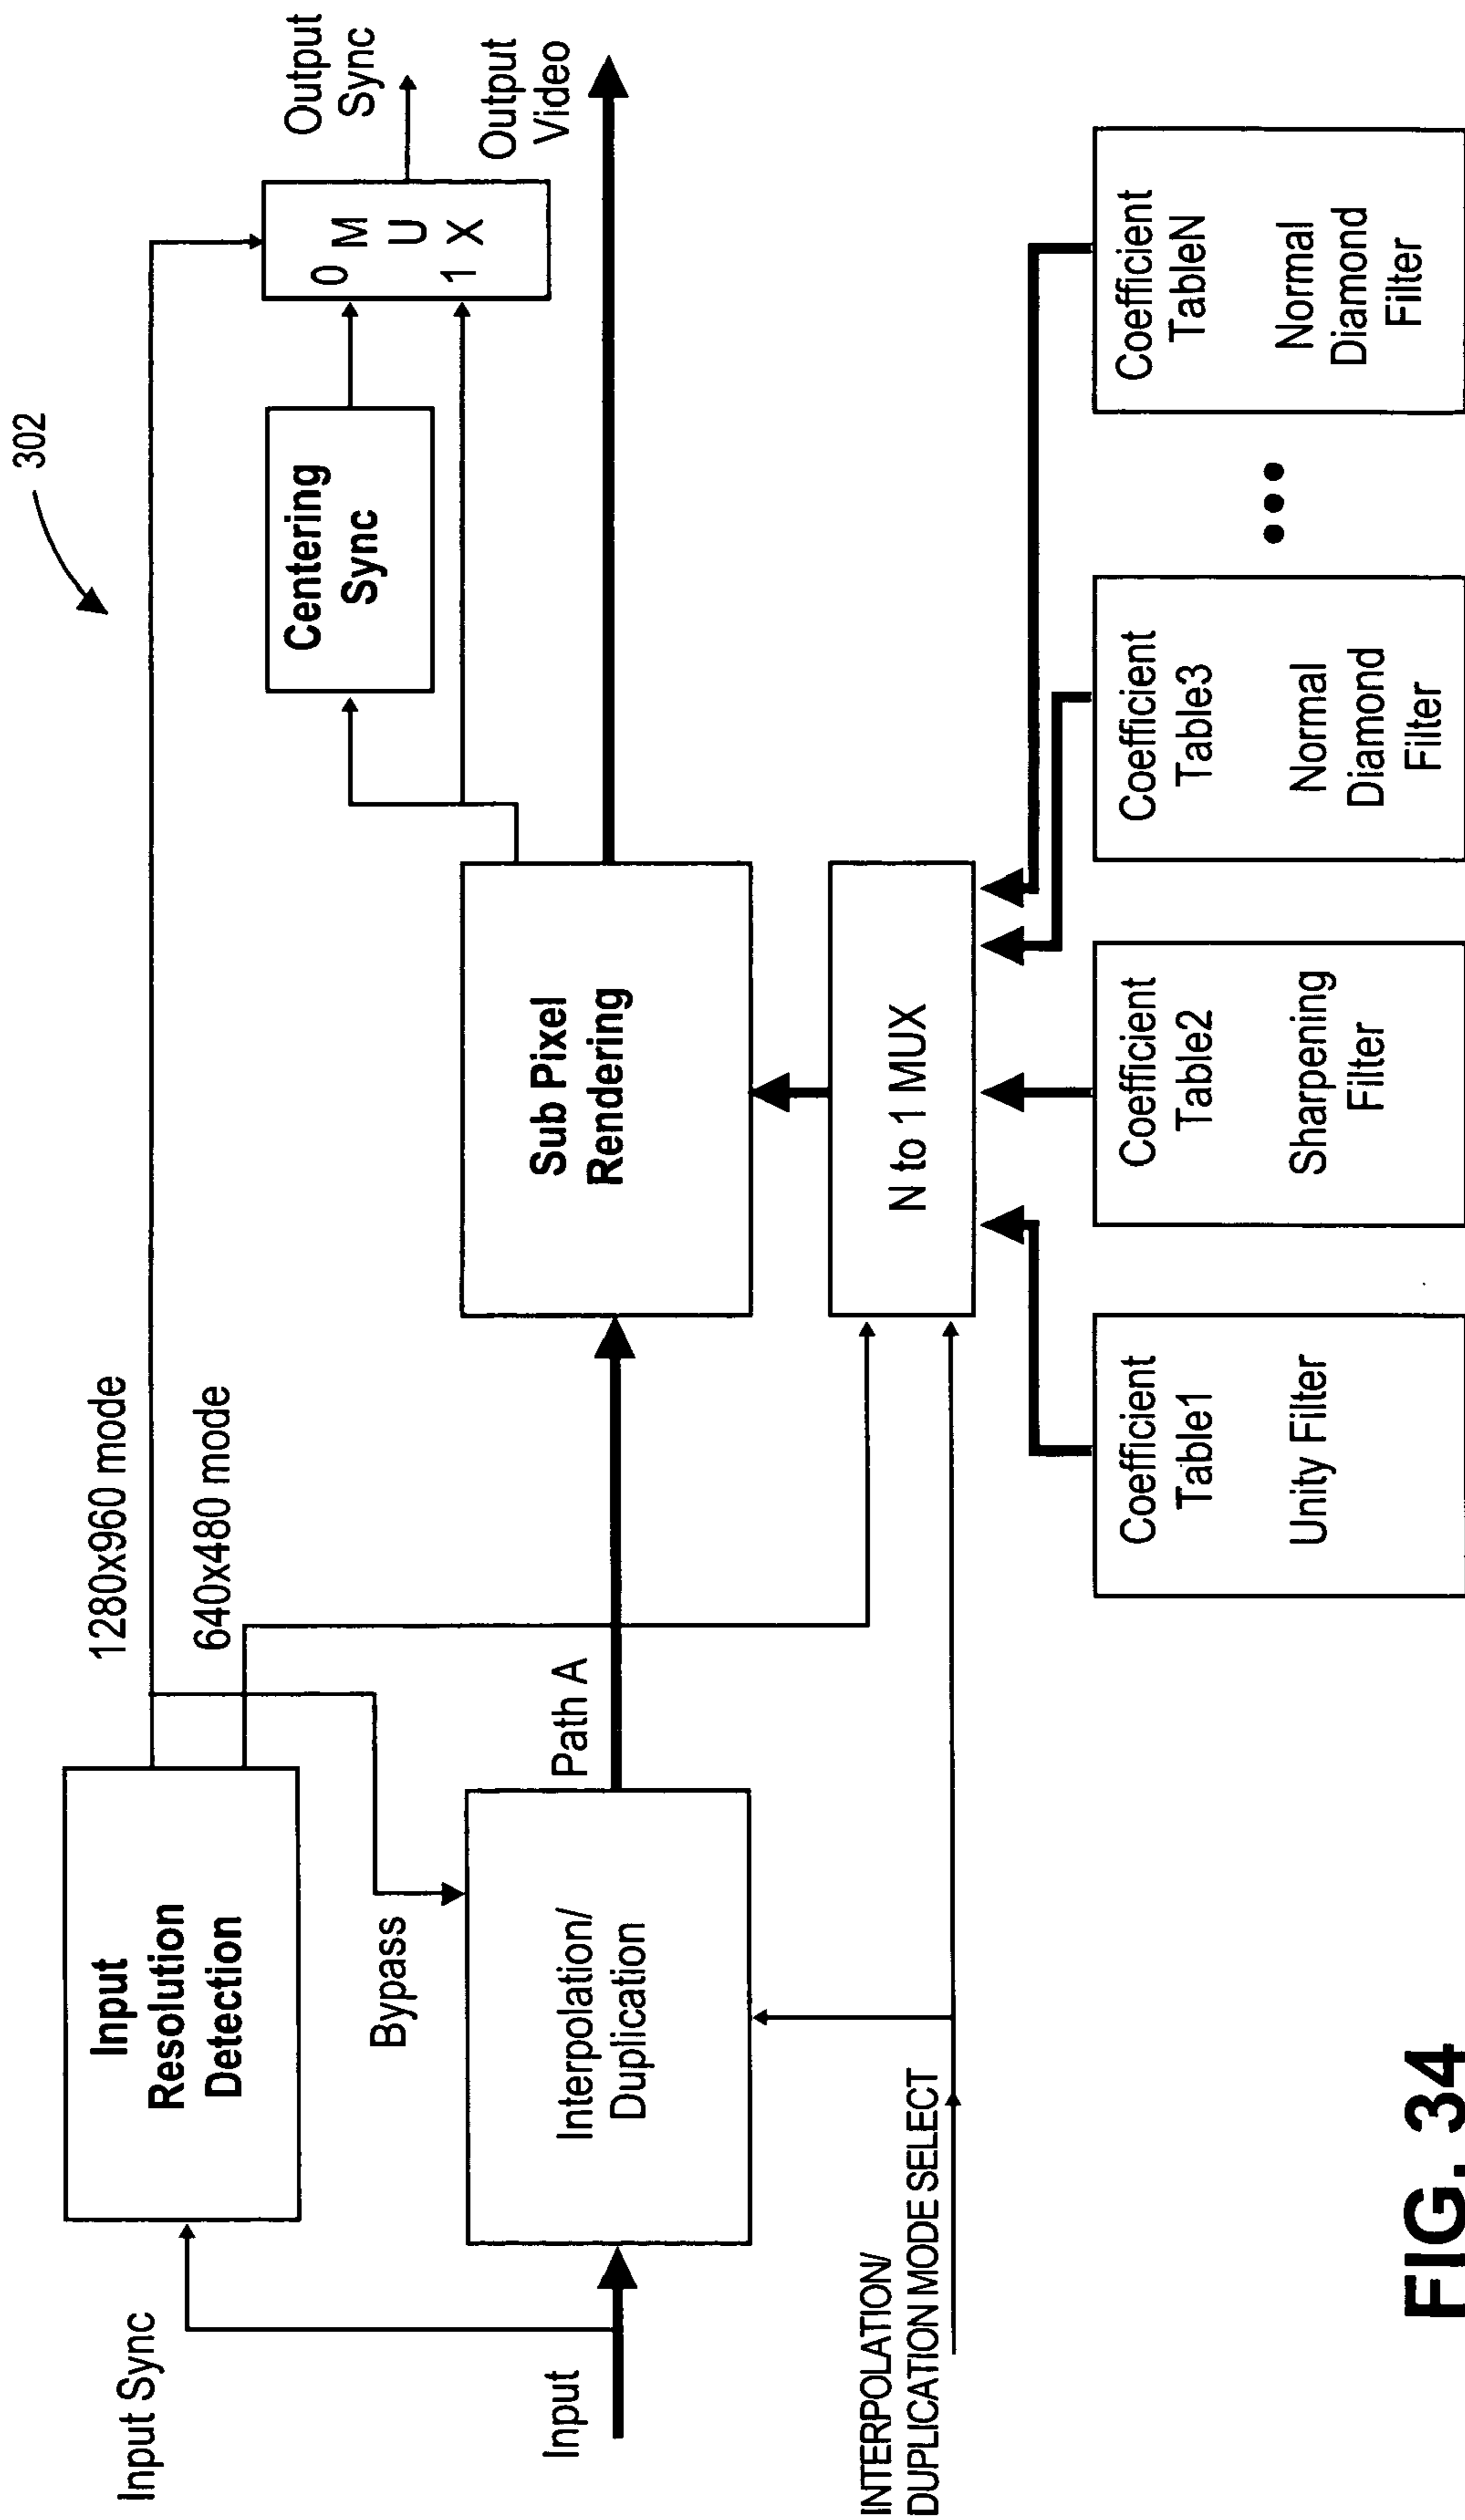 302
Input Sync
Input
Resolution
Detection
1280x960 mode
640x480 mode
Centering
Sync
0 M
U
1 X
Output
Sync
Output
Video
Bypass
Input
Interpolation/
Duplication
Path A
Sub Pixel
Rendering
INTERPOLATION/
DUPLICATION MODE SELECT
N to 1 MUX
Coefficient
Table1
Unity Filter
Coefficient
Table2
Sharpening
Filter
Coefficient
Table3
Normal
Diamond
Filter
Coefficient
TableN
Normal
Diamond
Filter
FIG. 34